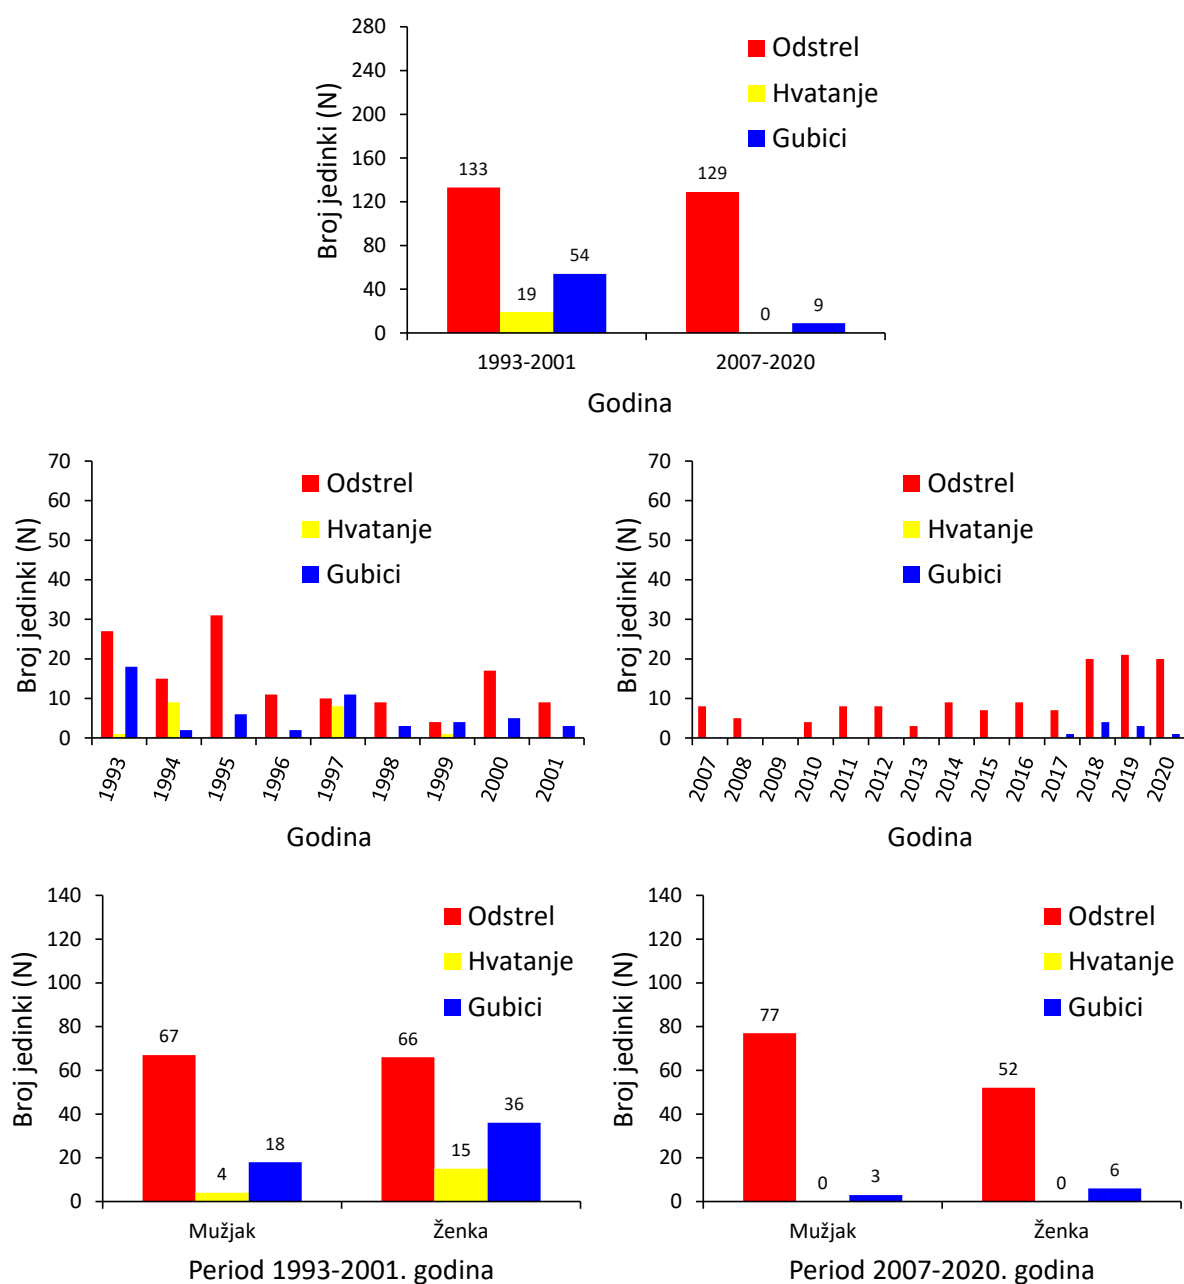 280
240
200
160
120
80
40
0
Broj jedinki (N)
Odstrel
Hvatanje
Gubici
133
19
54
129
0
9
1993-2001
2007-2020
Godina
70
60
50
40
30
20
10
0
Broj jedinki (N)
Odstrel
Hvatanje
Gubici
1993
1994
1995
1996
1997
1998
1999
2000
2001
Godina
70
60
50
40
30
20
10
0
Broj jedinki (N)
Odstrel
Hvatanje
Gubici
2007
2008
2009
2010
2011
2012
2013
2014
2015
2016
2017
2018
2019
2020
Godina
140
120
100
80
60
40
20
0
Broj jedinki (N)
Odstrel
Hvatanje
Gubici
67
4
18
66
15
36
Mužjak
Ženka
Period 1993-2001. godina
140
120
100
80
60
40
20
0
Broj jedinki (N)
Odstrel
Hvatanje
Gubici
77
0
3
52
0
6
Mužjak
Ženka
Period 2007-2020. godina